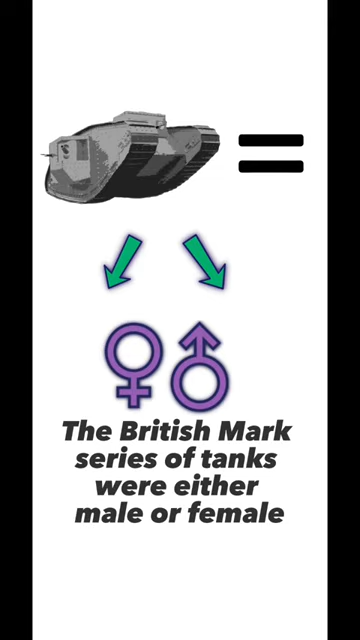 The British Mark
series of tanks
were either
male or female